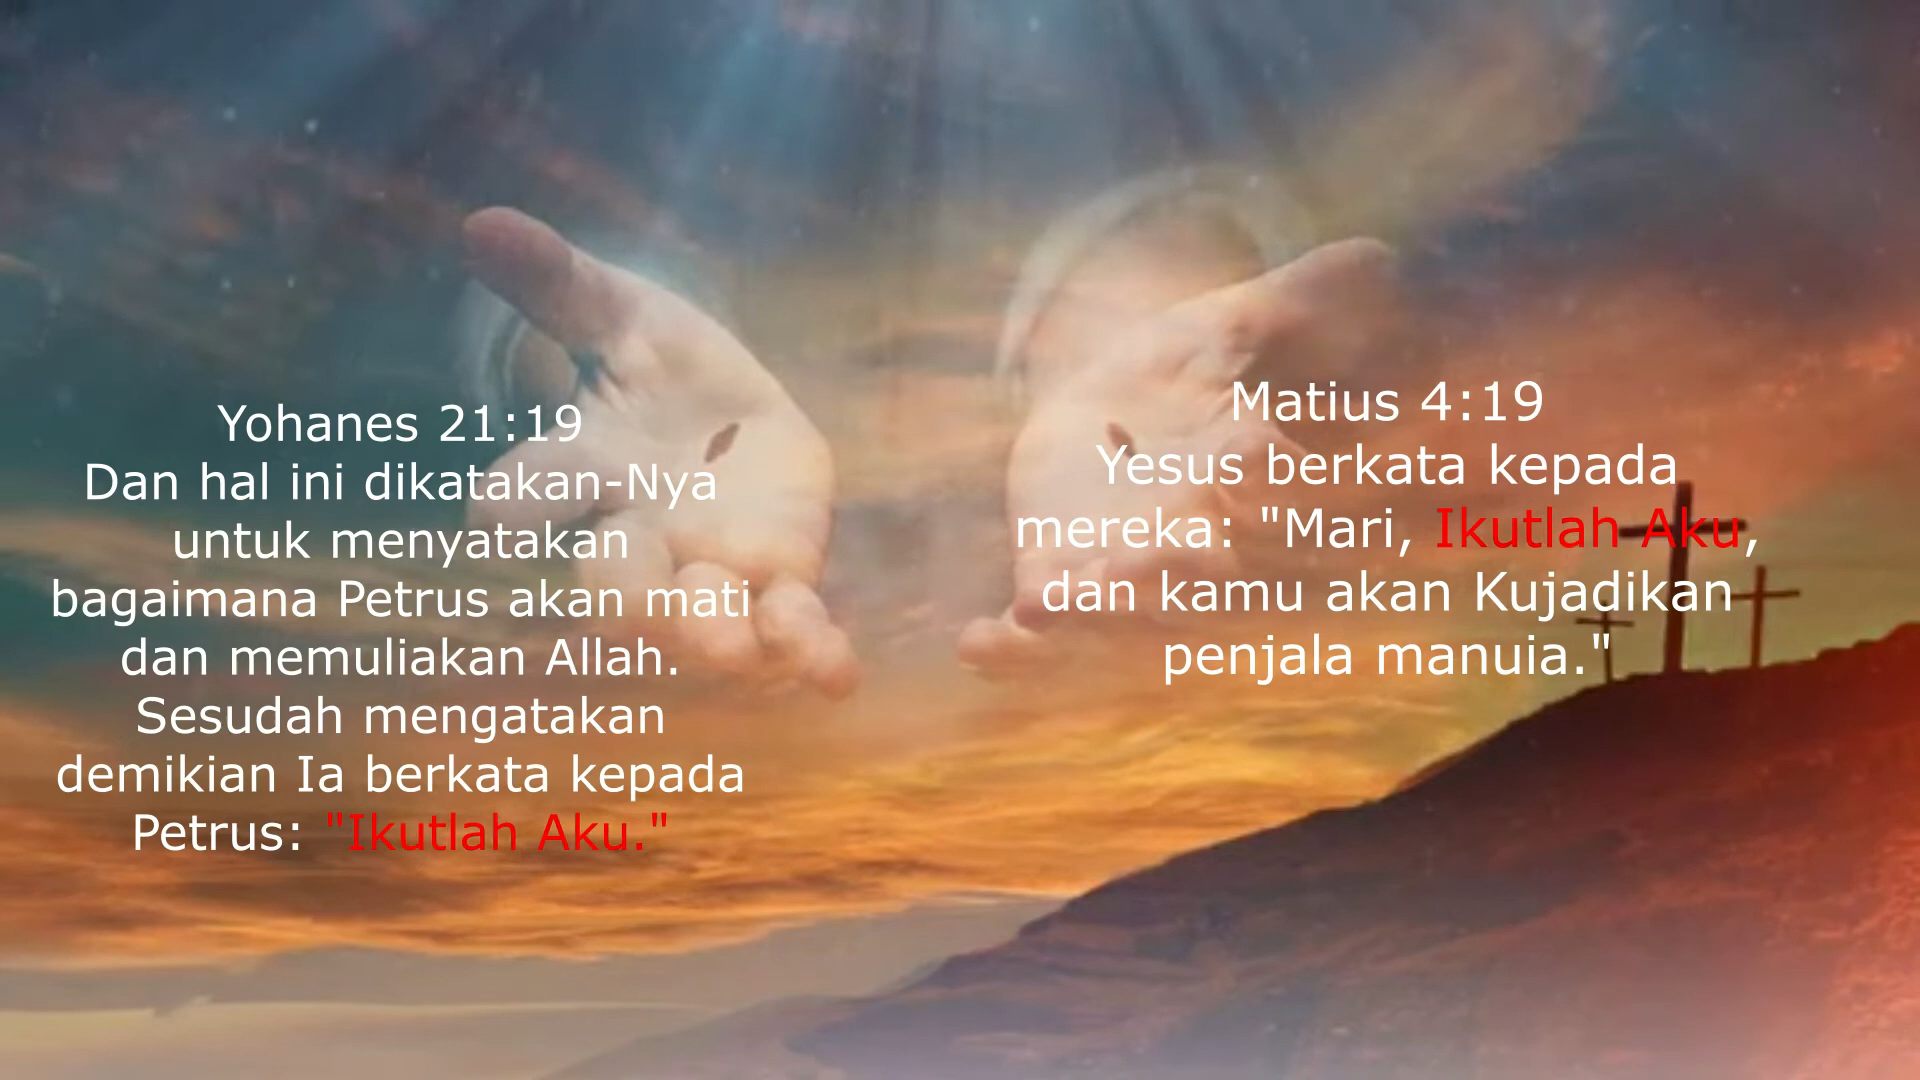 Yohanes 21:19
Dan hal ini dikatakan-Nya
untuk menyatakan
bagaimana Petrus akan mati
dan memuliakan Allah.
Sesudah mengatakan
demikian Ia berkata kepada
Petrus: "Ikutlah Aku."
Matius 4:19
Yesus berkata kepada
mereka: "Mari, Ikutlah Aku,
dan kamu akan Kujadikan
penjala manuia."